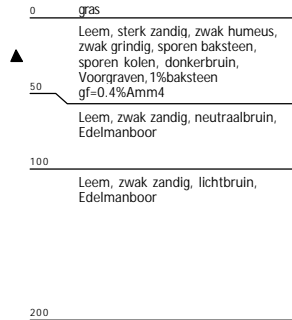 0 gras
Leem, sterk zandig, zwak humeus,
zwak grindig, sporen baksteen,
sporen kolen, donkerbruin,
Voorgraven,1%baksteen
50 gf=0.4%Amm4
Leem, zwak zandig, neutraalbruin,
Edelmanboor
100
Leem, zwak zandig, lichtbruin,
Edelmanboor
200